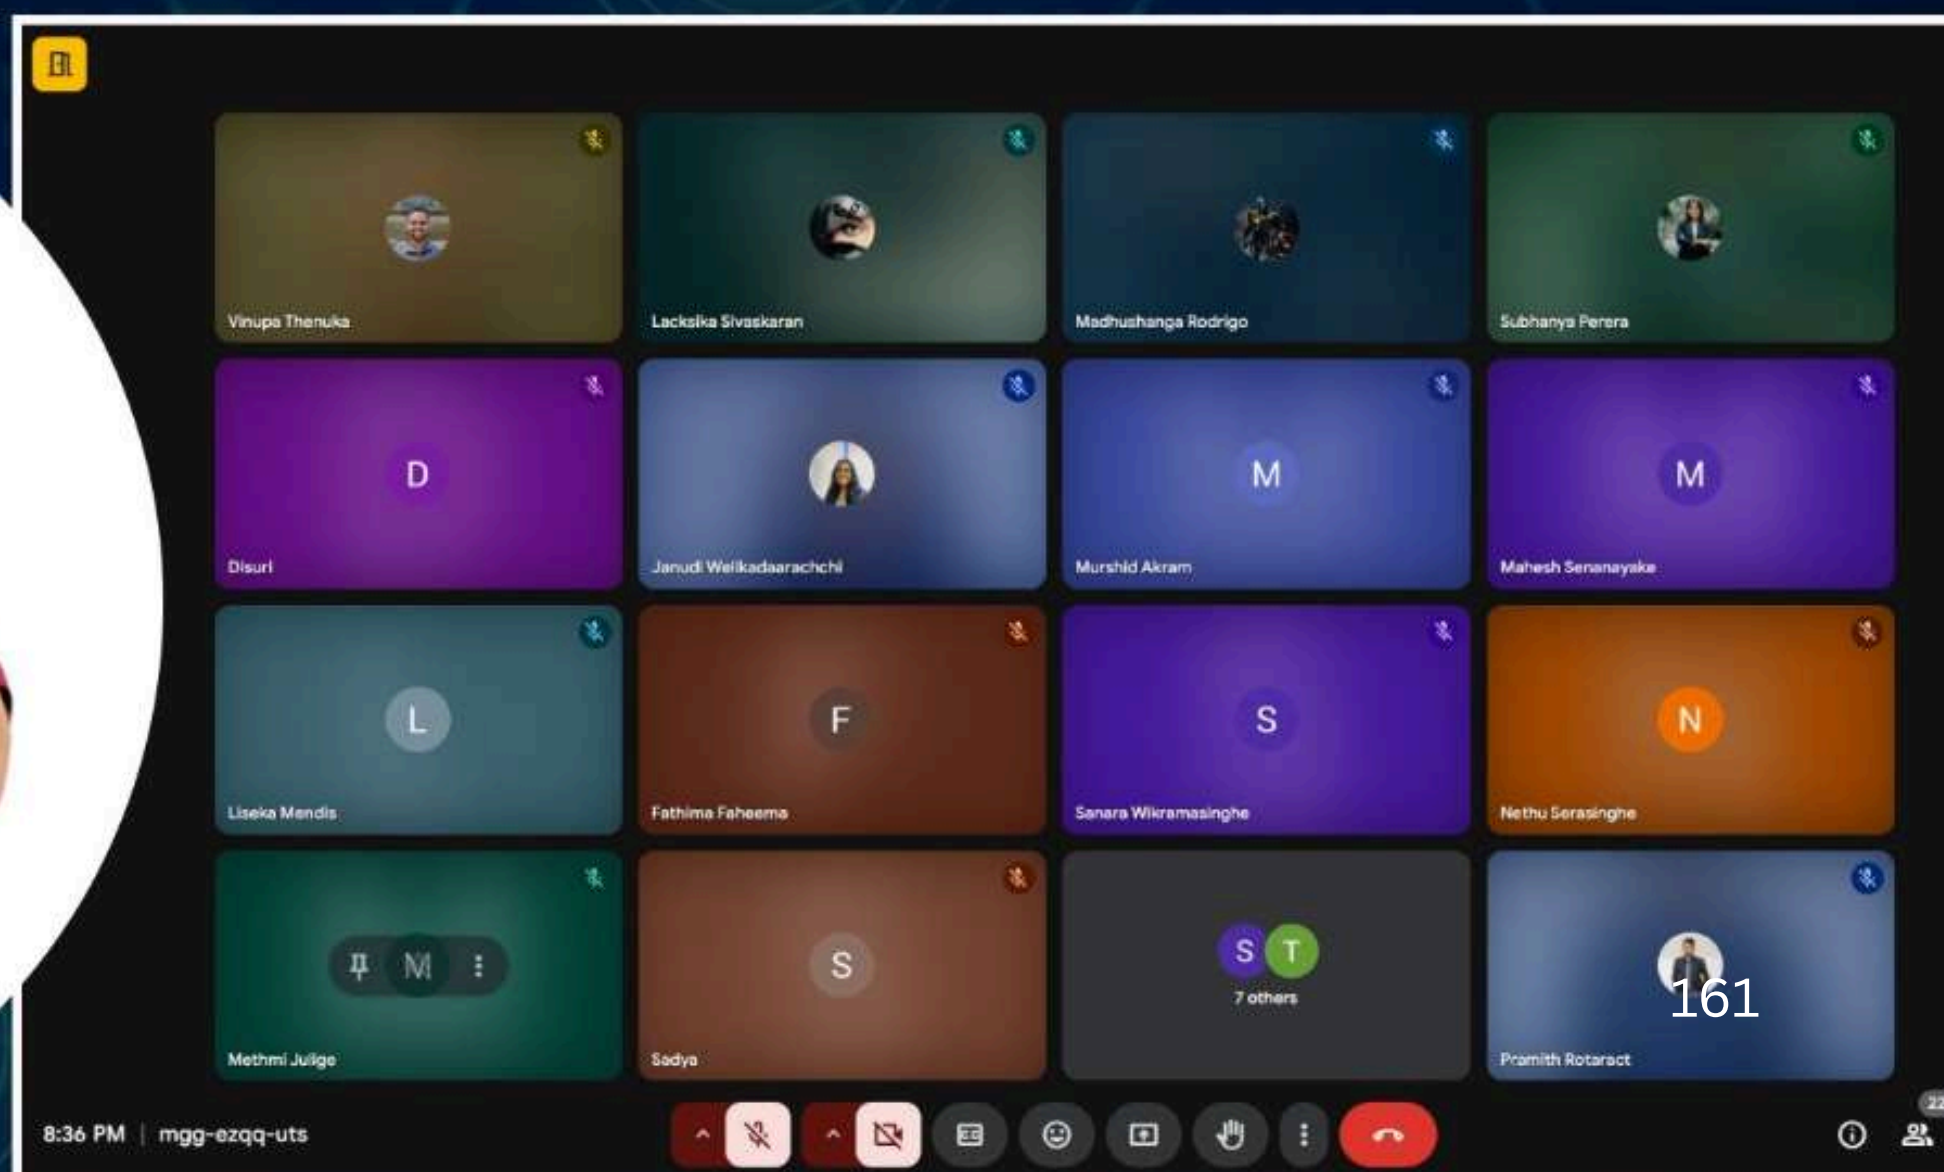 Vinupa Thenuka
Lacksika Sivaskaran
Madhushanga Rodrigo
Subhanya Perera
D
Disuri
Janudi Welikadaarachchi
M
Murshid Akram
M
Mahesh Senanayake
L
Liseka Mendis
F
Fathima Faheema
S
Sanara Wikramasinghe
N
Nethu Serasinghe
M
Methmi Julige
S
Sadya
S T
7 others
161
Pramith Rotaract
8:36 PM | mgg-ezqq-uts
22